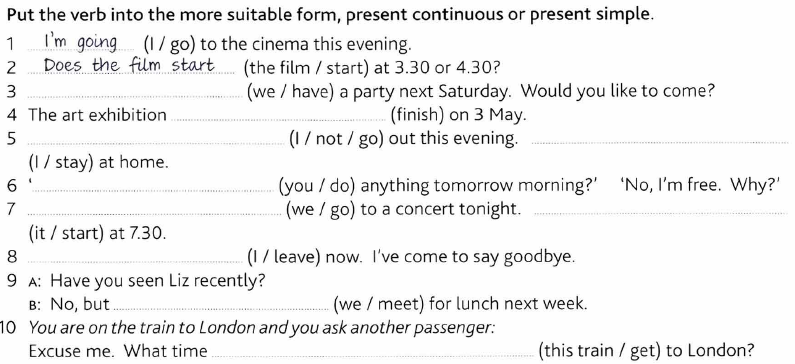 Put the verb into the more suitable form, present continuous or present simple.
1 I'm going (I / go) to the cinema this evening.
2 Does the film start (the film / start) at 3.30 or 4.30?
3 (we / have) a party next Saturday. Would you like to come?
4 The art exhibition (finish) on 3 May.
5 (I / not / go) out this evening.
(I / stay) at home.
6 ‘ (you / do) anything tomorrow morning?’ ‘No, I’m free. Why?’
7 (we / go) to a concert tonight.
(it / start) at 7.30.
8 (I / leave) now. I’ve come to say goodbye.
9 A: Have you seen Liz recently?
B: No, but (we / meet) for lunch next week.
10 You are on the train to London and you ask another passenger:
Excuse me. What time (this train / get) to London?